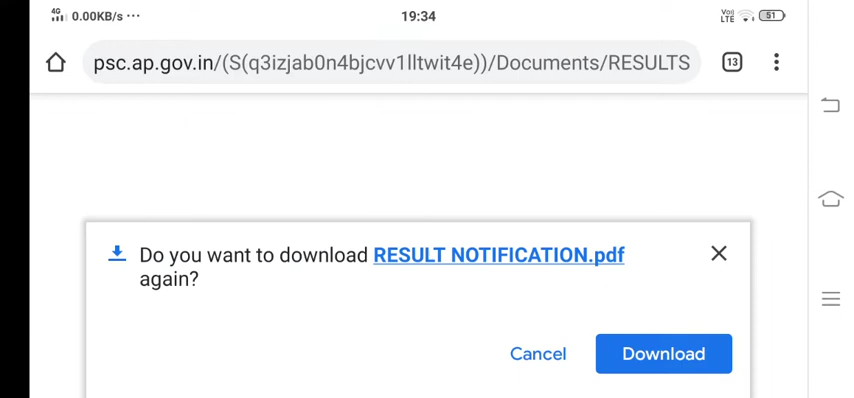 4G 0.00KB/s ··· 19:34 Voij LTE 51
psc.ap.gov.in/(S(q3izjab0n4bjcvv1lltwit4e))/Documents/RESULTS 13
Do you want to download RESULT NOTIFICATION.pdf
again?
Cancel Download